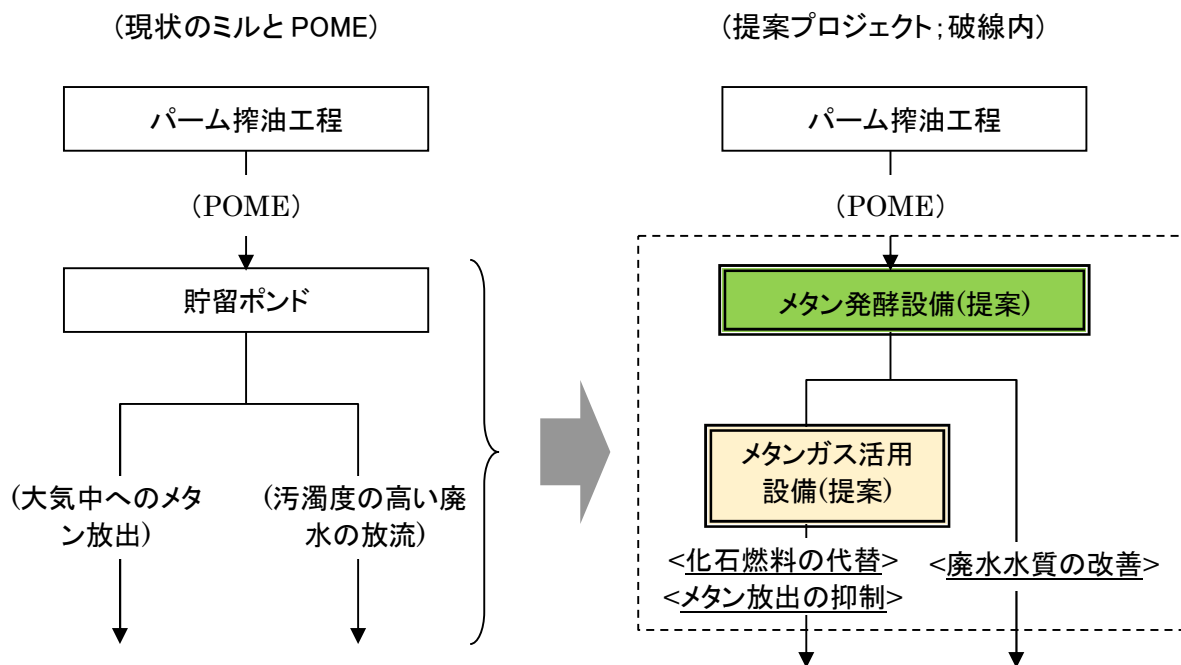 (現状のミルと POME)
パーム搾油工程
(POME)
貯留ポンド
(大気中へのメタ
ン放出)
(汚濁度の高い廃
水の放流)
(提案プロジェクト;破線内)
パーム搾油工程
(POME)
メタン発酵設備(提案)
メタンガス活用
設備(提案)
<化石燃料の代替>
<メタン放出の抑制>
<廃水水質の改善>